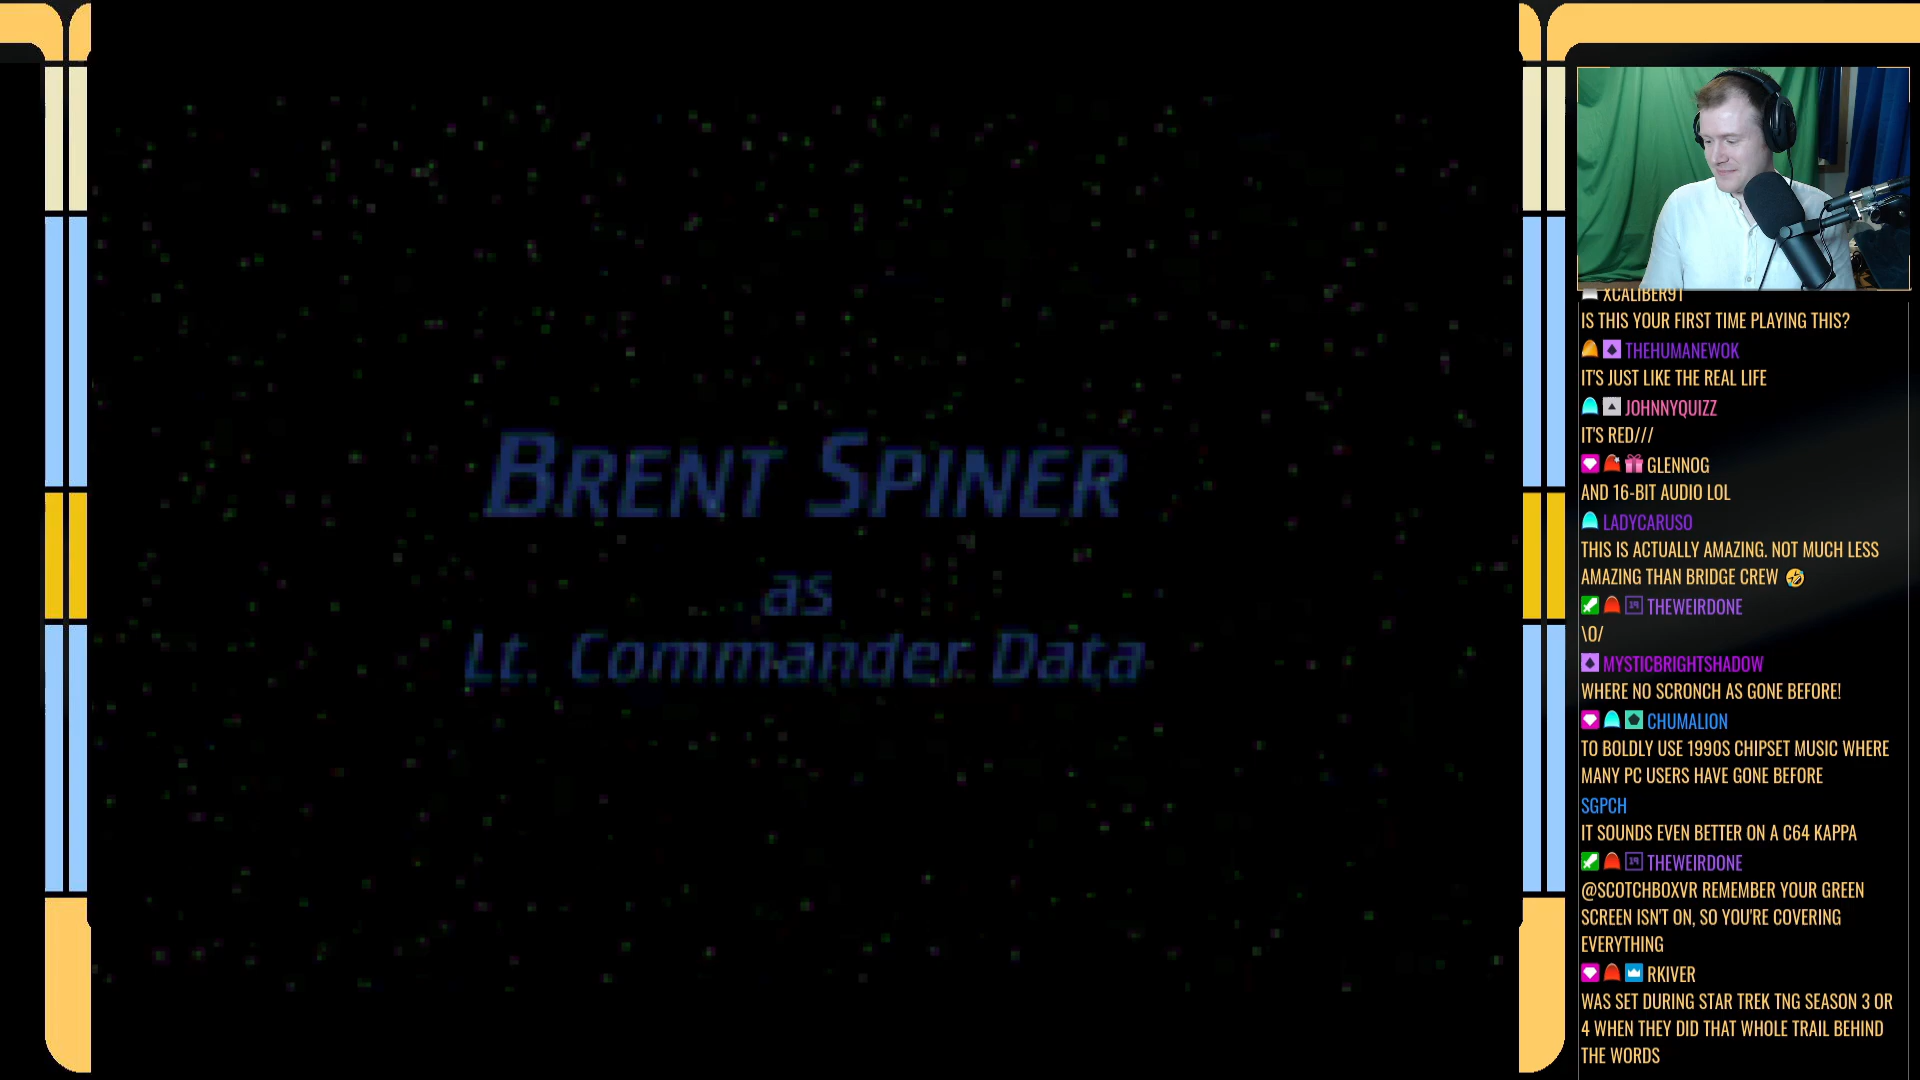 BRENT SPINER
as
Lt. Commander Data
XCALIBER91
IS THIS YOUR FIRST TIME PLAYING THIS?
THEHUMANEWOK
IT'S JUST LIKE THE REAL LIFE
JOHNNYQUIZZ
IT'S RED///
GLENNOG
AND 16-BIT AUDIO LOL
LADYCARUSO
THIS IS ACTUALLY AMAZING. NOT MUCH LESS
AMAZING THAN BRIDGE CREW 🤣
19 THEWEIRDONE
\O/
MYSTICBRIGHTSHADOW
WHERE NO SCRONCH AS GONE BEFORE!
CHUMALION
TO BOLDLY USE 1990S CHIPSET MUSIC WHERE
MANY PC USERS HAVE GONE BEFORE
SGPCH
IT SOUNDS EVEN BETTER ON A C64 KAPPA
19 THEWEIRDONE
@SCOTCHBOXVR REMEMBER YOUR GREEN
SCREEN ISN'T ON, SO YOU'RE COVERING
EVERYTHING
RKIVER
WAS SET DURING STAR TREK TNG SEASON 3 OR
4 WHEN THEY DID THAT WHOLE TRAIL BEHIND
THE WORDS